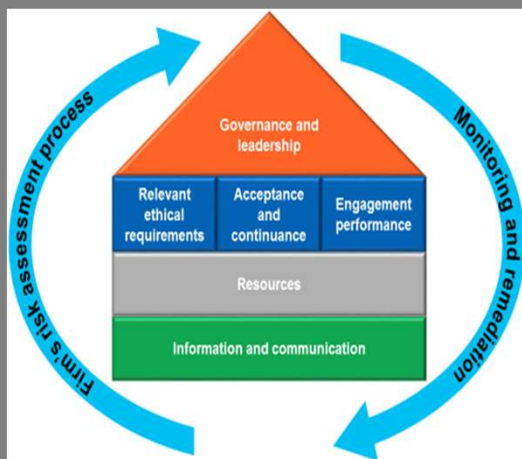 Governance and
leadership
Relevant
ethical
requirements
Acceptance
and
continuance
Engagement
performance
Resources
Information and communication
Firm's risk assessment process
Monitoring and remediation